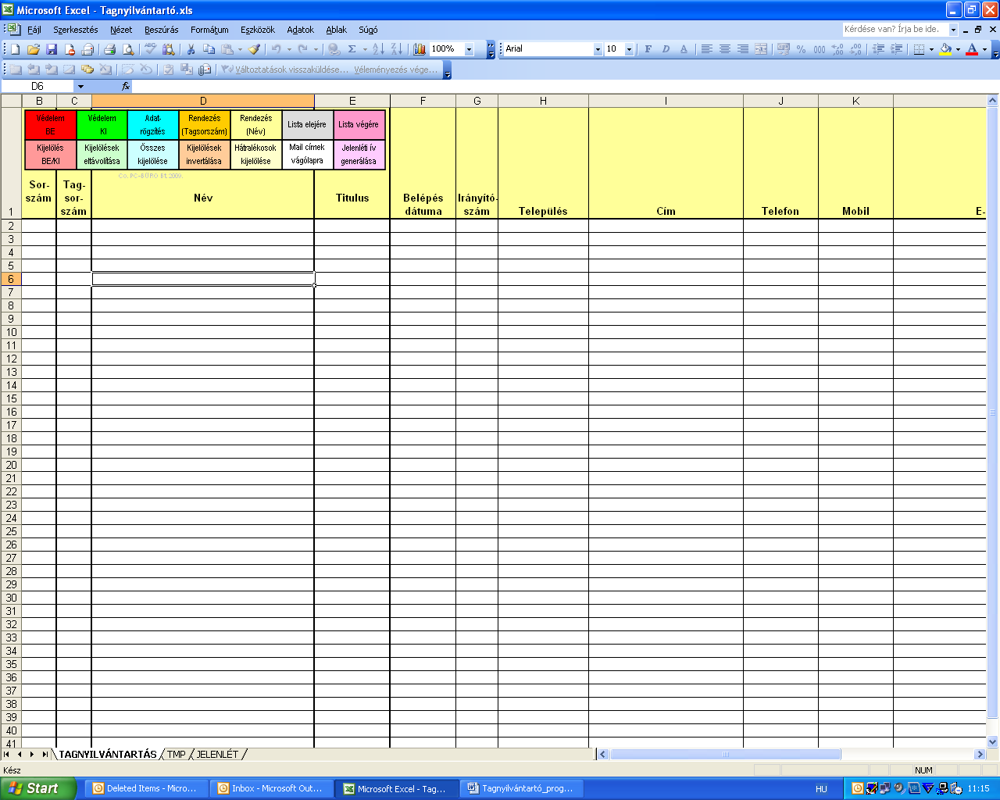 Microsoft Excel - Tagnyilvántartó.xls
Fájl Szerkesztés Nézet Beszúrás Formátum Eszközök Adatok Ablak Súgó
Kérdése van? Írja be ide.
100% Arial 10 F D A
Változtatások visszaküldése... Véleményezés vége...
D6 fx
B C D E F G H I J K
Védelem BE
Védelem KI
Adat-rögzítés
Rendezés (Tagsorszám)
Rendezés (Név)
Lista elejére
Lista végére
Kijelölés BE/KI
Kijelölések eltávolítása
Összes kijelölése
Kijelölések invertálása
Hátralékosok kijelölése
Mail címek vágólapra
Jelenléti ív generálása
Co. PC-BÜRO Bt. 2009.
Sor-szám
Tag-sor-szám
Név
Titulus
Belépés dátuma
Irányító-szám
Település
Cím
Telefon
Mobil
E-
1
2
3
4
5
6
7
8
9
10
11
12
13
14
15
16
17
18
19
20
21
22
23
24
25
26
27
28
29
30
31
32
33
34
35
36
37
38
39
40
41
TAGNYILVÁNTARTÁS TMP JELENLÉT
Kész NUM
Start Deleted Items - Micro... Inbox - Microsoft Out... Microsoft Excel - Tag... Tagnyilvántartó_prog... HU 11:15